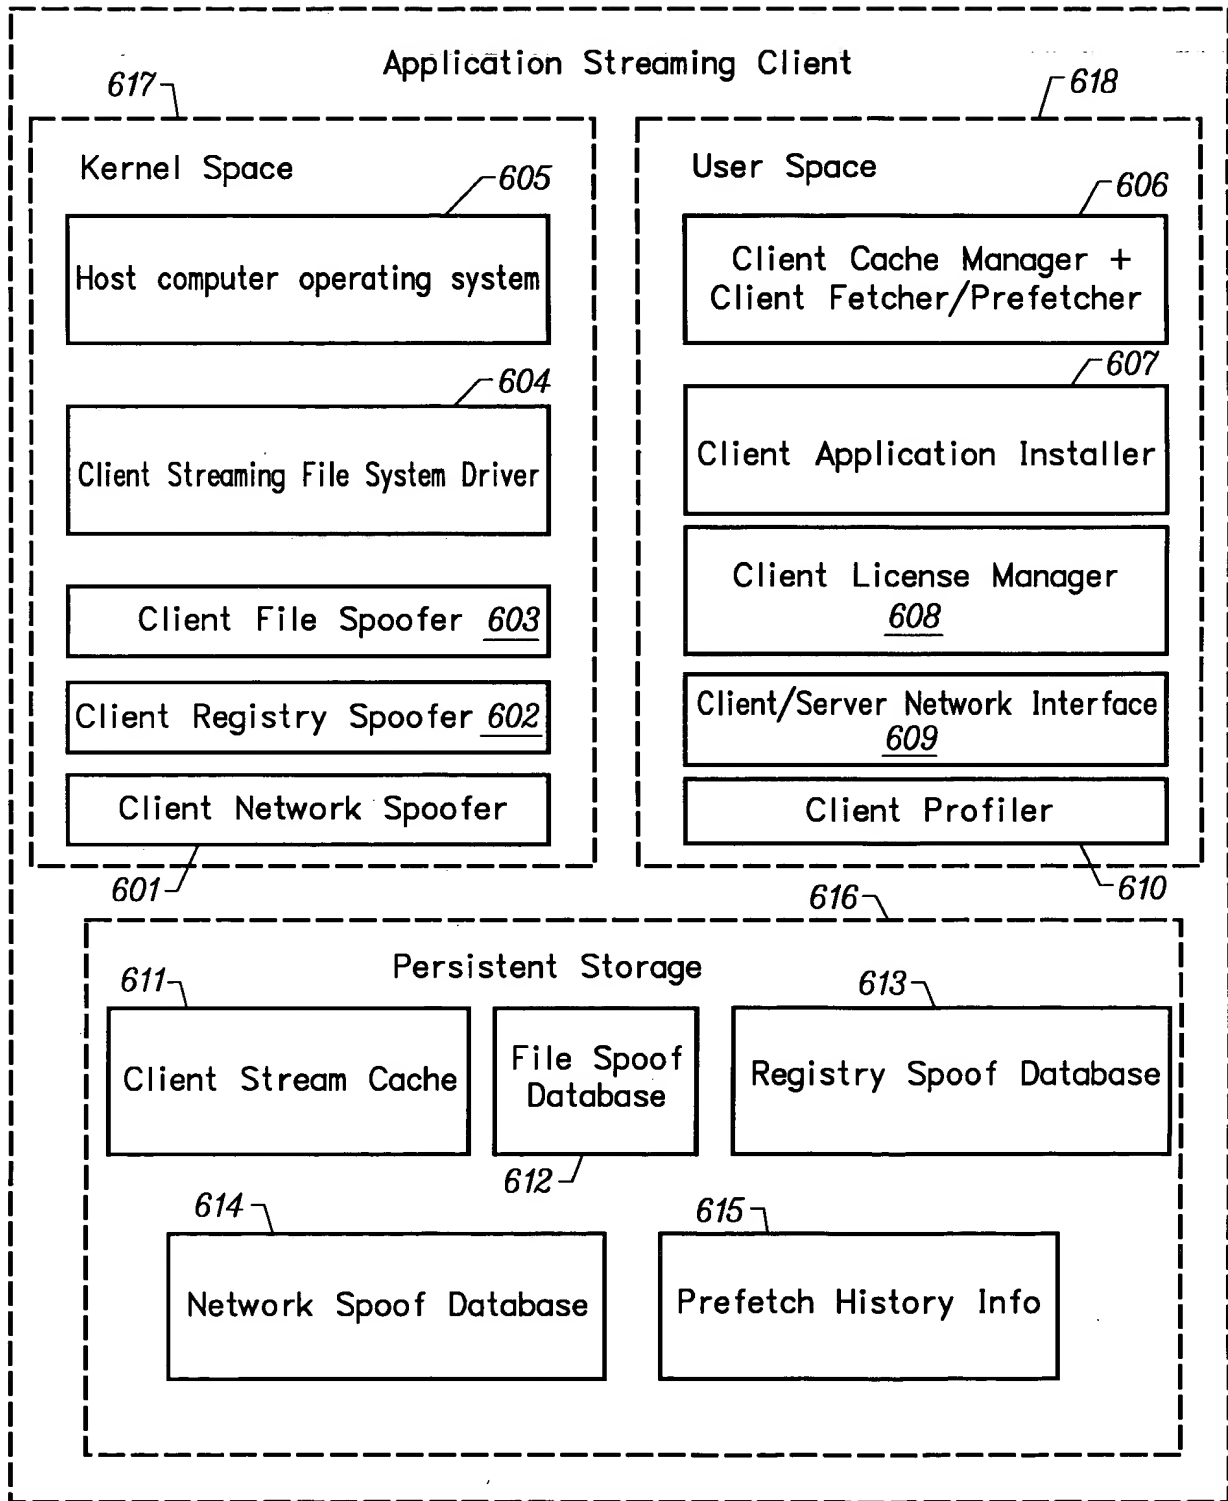 Application Streaming Client
617
618
Kernel Space
605
Host computer operating system
604
Client Streaming File System Driver
Client File Spoofer 603
Client Registry Spoofer 602
Client Network Spoofer
601
User Space
606
Client Cache Manager +
Client Fetcher/Prefetcher
607
Client Application Installer
Client License Manager
608
Client/Server Network Interface
609
Client Profiler
610
616
Persistent Storage
611
Client Stream Cache
File Spoof
Database
612
613
Registry Spoof Database
614
Network Spoof Database
615
Prefetch History Info